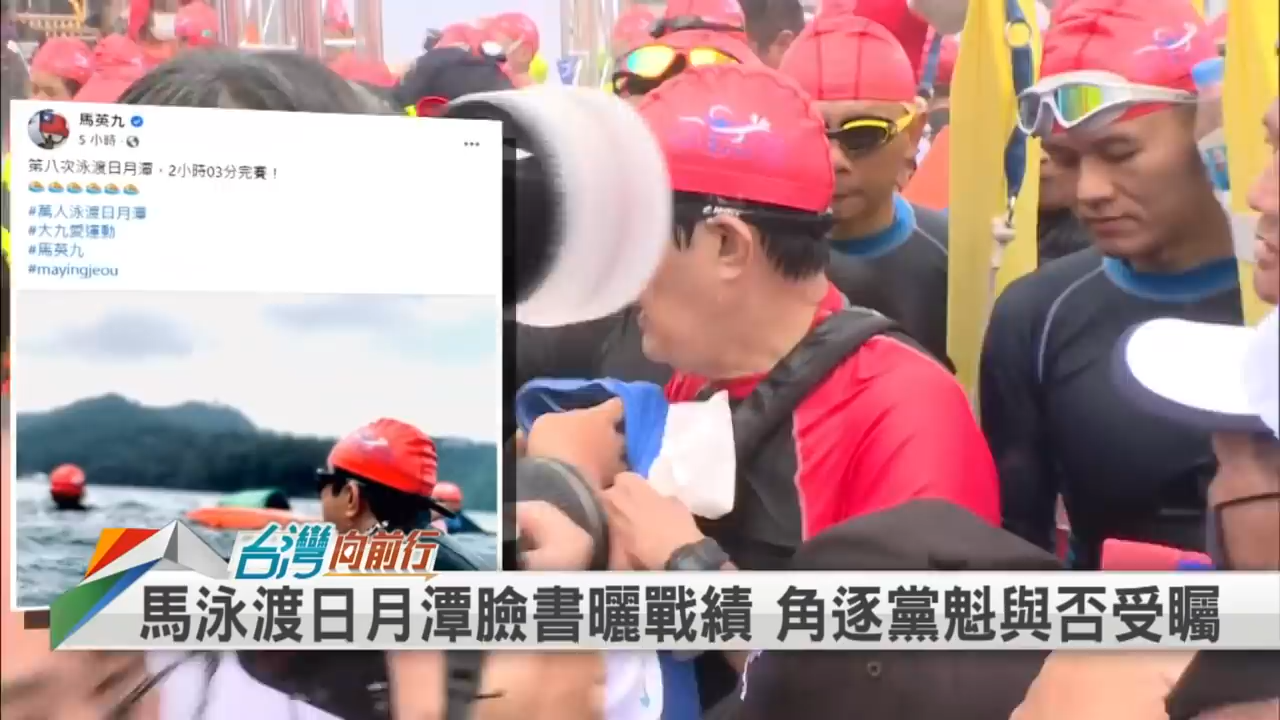 馬英九
5 小時
第八次泳渡日月潭，2小時03分完賽！
#萬人泳渡日月潭
#大九愛運動
#馬英九
#mayingjeou
台灣向前行
馬泳渡日月潭臉書曬戰績 角逐黨魁與否受矚